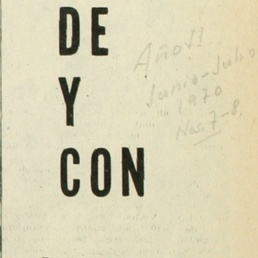 DE
Y
CON
Año II
Junio-Julio
1970
Nos. 7-8,